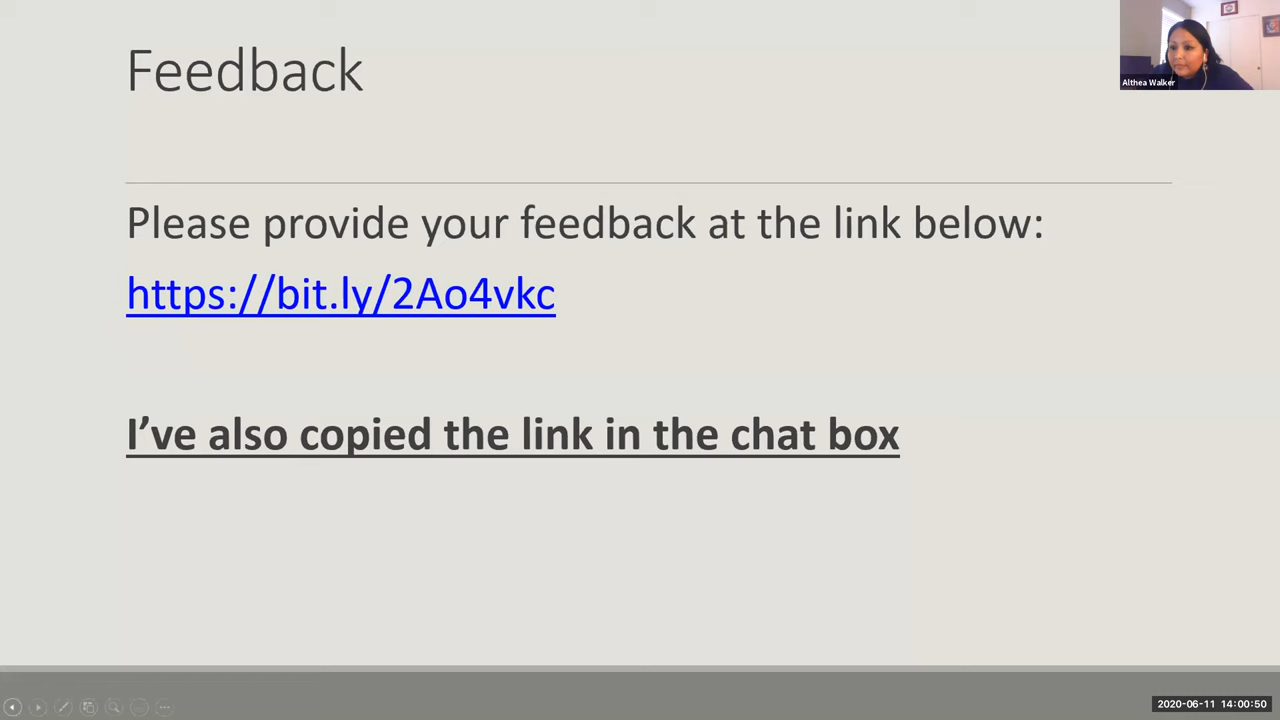 Feedback
Althea Walker
Please provide your feedback at the link below:
https://bit.ly/2Ao4vkc
I’ve also copied the link in the chat box
2020-06-11 14:00:50